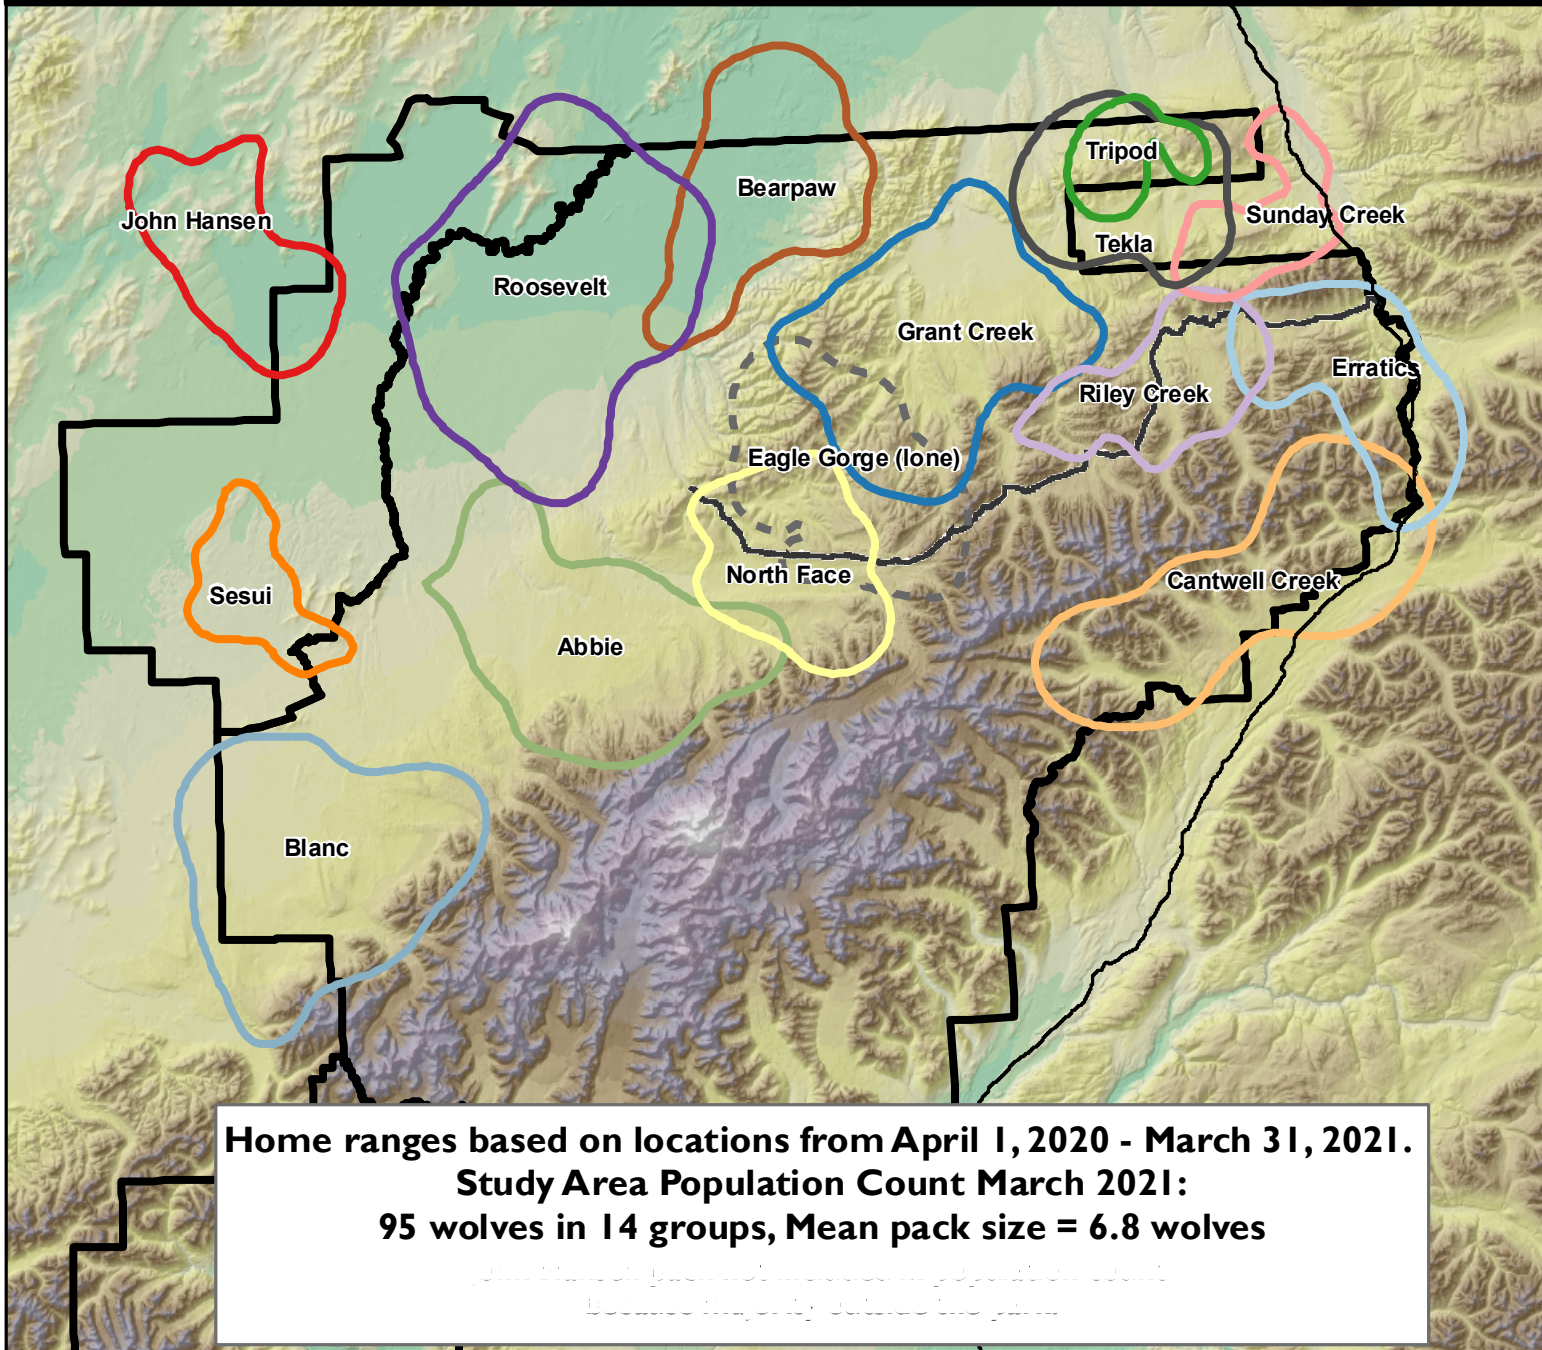 Tripod
Bearpaw
John Hansen
Sunday Creek
Tekla
Roosevelt
Grant Creek
Erratics
Riley Creek
Eagle Gorge (lone)
North Face
Cantwell Creek
Sesui
Abbie
Blanc
Home ranges based on locations from April 1, 2020 - March 31, 2021.
Study Area Population Count March 2021:
95 wolves in 14 groups, Mean pack size = 6.8 wolves